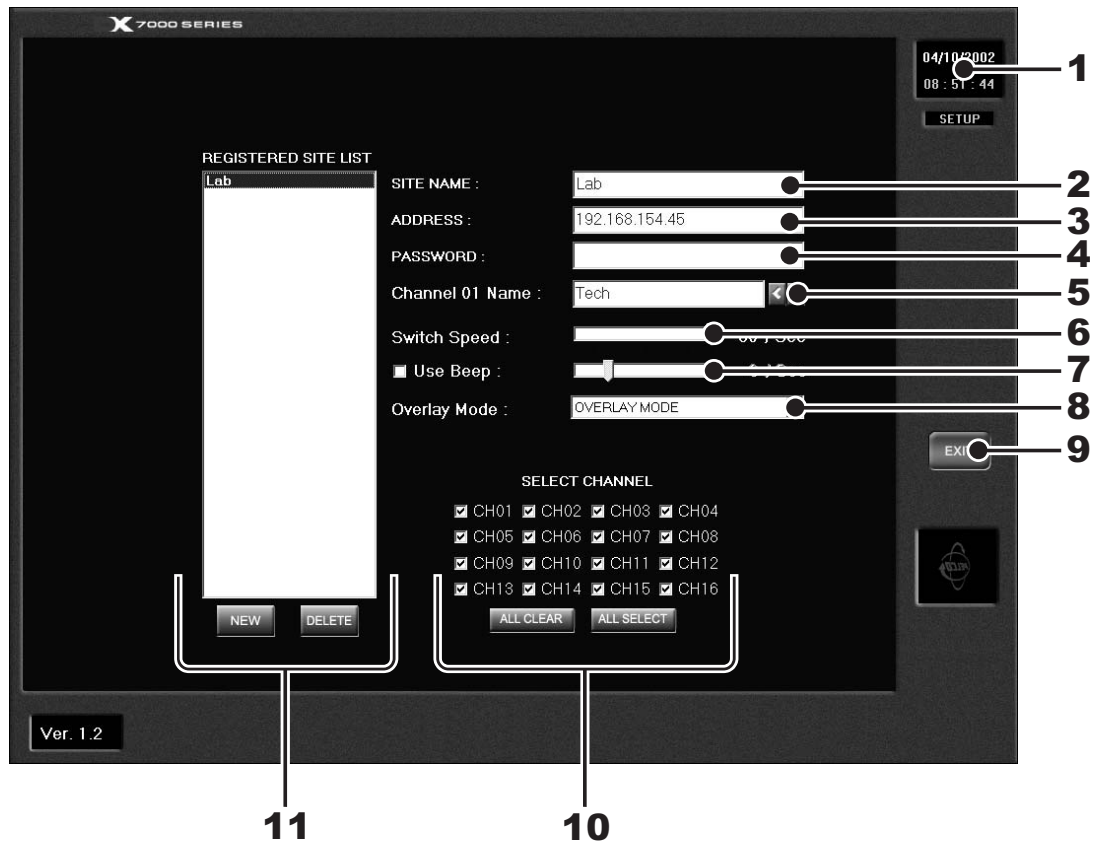 X 7000 SERIES
04/10/2002
08 : 51 : 44
1
SETUP
REGISTERED SITE LIST
Lab
SITE NAME :
Lab
2
ADDRESS :
192.168.154.45
3
PASSWORD :
4
Channel 01 Name :
Tech
<
5
Switch Speed :
6
Use Beep :
7
Overlay Mode :
OVERLAY MODE
8
EXIT
9
SELECT CHANNEL
CH01 CH02 CH03 CH04
CH05 CH06 CH07 CH08
CH09 CH10 CH11 CH12
CH13 CH14 CH15 CH16
NEW DELETE
ALL CLEAR ALL SELECT
Ver. 1.2
11
10